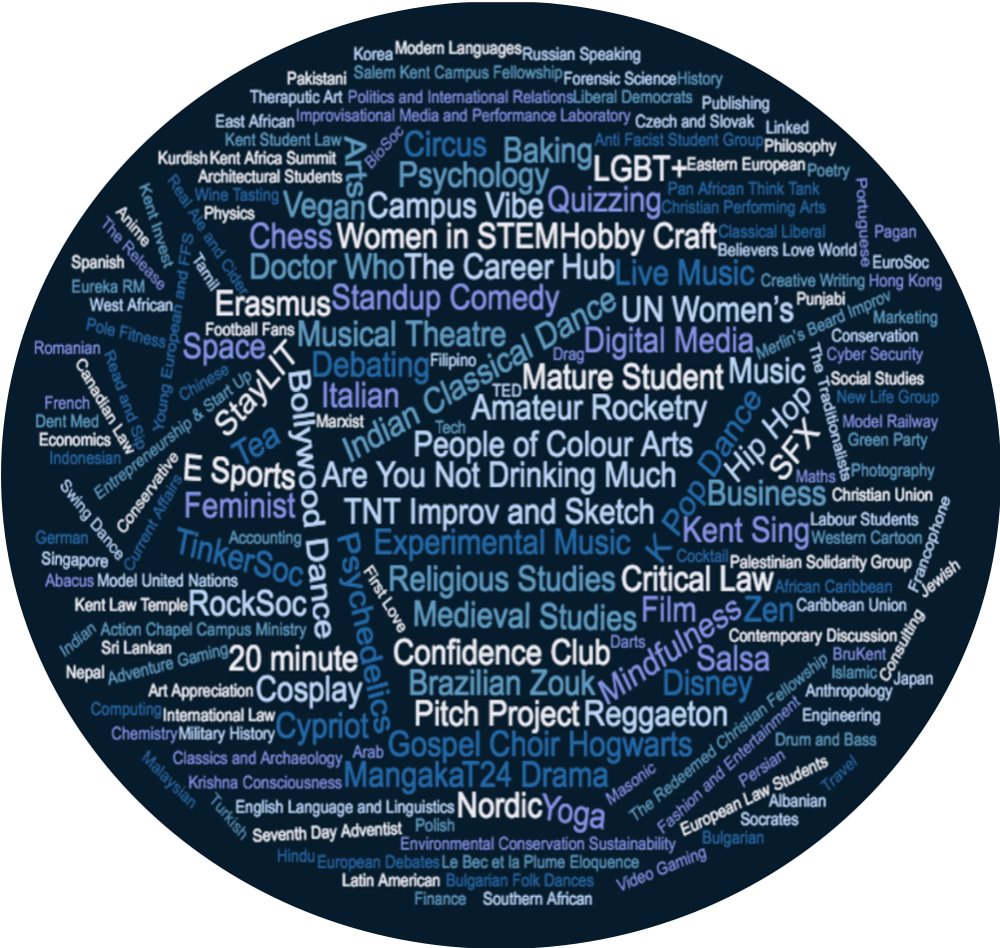 Korea
Modern Languages
Russian Speaking
Pakistani
Salem Kent Campus Fellowship
Forensic Science
History
Theraputic Art
Politics and International Relations
Liberal Democrats
Publishing
East African
Improvisational Media and Performance Laboratory
Czech and Slovak
Linked
Kent Student Law
BioSoc
Circus
Baking
Anti Facist Student Group
Philosophy
Kurdish
Kent Africa Summit
Arts
Psychology
LGBT+
Eastern European
Poetry
Architectural Students
Real Ale and Cider
Wine Tasting
Vegan
Campus Vibe
Quizzing
Pan African Think Tank
Christian Performing Arts
Portuguese
Kent Invest
Physics
Anime
The Release
Chess
Women in STEM
Hobby Craft
Classical Liberal
Believers Love World
Pagan
Spanish
Young European and FFS
Tamil
Doctor Who
The Career Hub
Live Music
Creative Writing
EuroSoc
Hong Kong
Eureka RM
West African
Erasmus
Standup Comedy
Indian Classical Dance
UN Women's
Punjabi
Merlin's Beard Improv
Marketing
Pole Fitness
Football Fans
Musical Theatre
Digital Media
Conservation
Romanian
Space
Debating
Filipino
Drag
Cyber Security
Canadian Law
Read and Sip
Chinese
StayLIT
Bollywood Dance
Italian
TED
Mature Student
Music
The Traditionalists
Social Studies
New Life Group
French
Entrepreneurship & Start Up
Marxist
Amateur Rocketry
K Pop Dance
Hip Hop
SFX
Model Railway
Dent Med
Economics
Tea
Tech
People of Colour Arts
Green Party
Indonesian
Conservative
Current Affairs
E Sports
Are You Not Drinking Much
Maths
Photography
Swing Dance
Feminist
TNT Improv and Sketch
Business
Christian Union
Kent Sing
Labour Students
Francophone
German
TinkerSoc
Accounting
Psychedelics
Experimental Music
Western Cartoon
Singapore
Cocktail
Palestinian Solidarity Group
Jewish
Abacus
Model United Nations
First Love
Religious Studies
Critical Law
African Caribbean
Kent Law Temple
RockSoc
Medieval Studies
Film
Mindfulness
Zen
Caribbean Union
Indian
Action Chapel Campus Ministry
Darts
Contemporary Discussion
Consulting
Sri Lankan
20 minute
Confidence Club
Salsa
BruKent
Nepal
Adventure Gaming
Brazilian Zouk
Disney
The Redeemed Christian Fellowship
Islamic
Japan
Art Appreciation
Cosplay
Anthropology
Computing
International Law
Cypriot
Pitch Project
Reggaeton
Fashion and Entertainment
Engineering
Chemistry
Military History
Arab
Gospel Choir
Hogwarts
Drum and Bass
Classics and Archaeology
Malaysian
Krishna Consciousness
Mangaka
T24 Drama
Masonic
Persian
European Law Students
Travel
Turkish
English Language and Linguistics
Nordic
Yoga
Albanian
Socrates
Seventh Day Adventist
Polish
Environmental Conservation Sustainability
Bulgarian
Hindu
European Debates
Le Bec et la Plume Eloquence
Video Gaming
Latin American
Bulgarian Folk Dances
Finance
Southern African